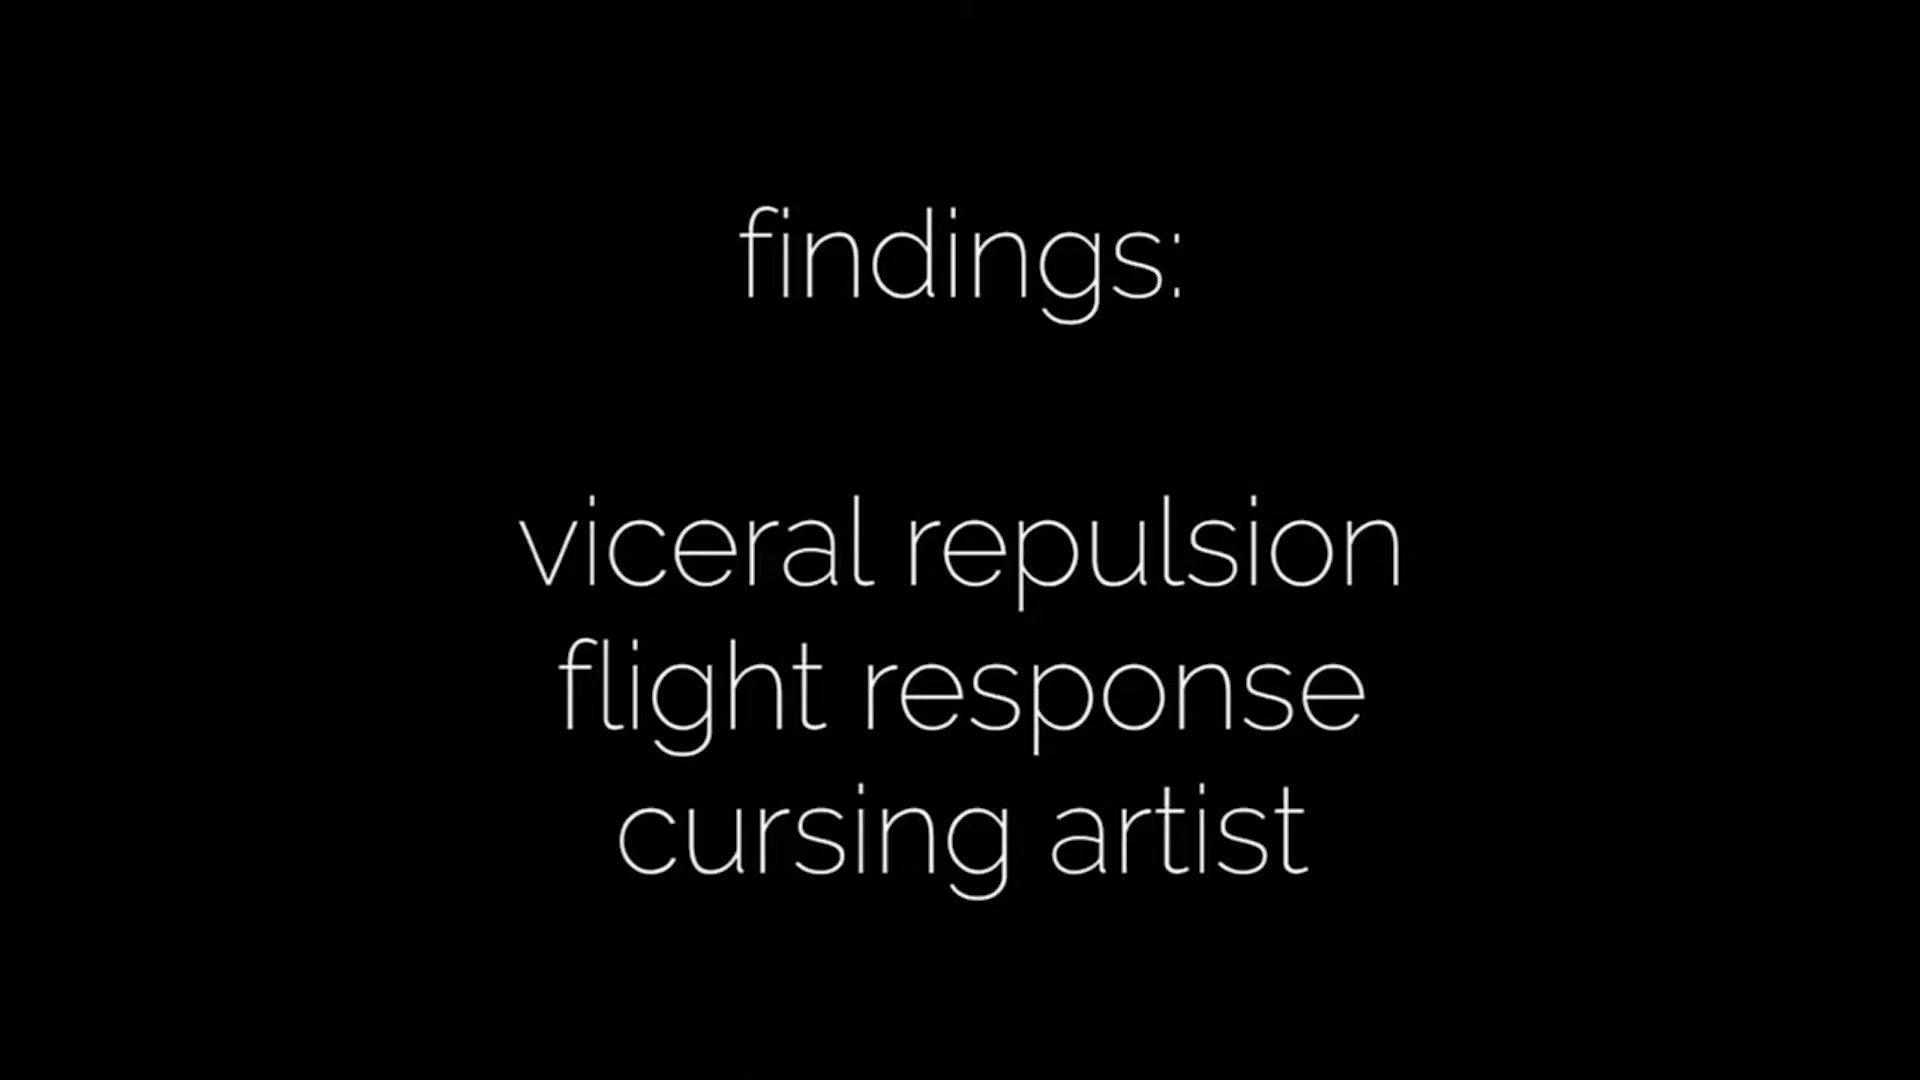 findings:
viceral repulsion
flight response
cursing artist